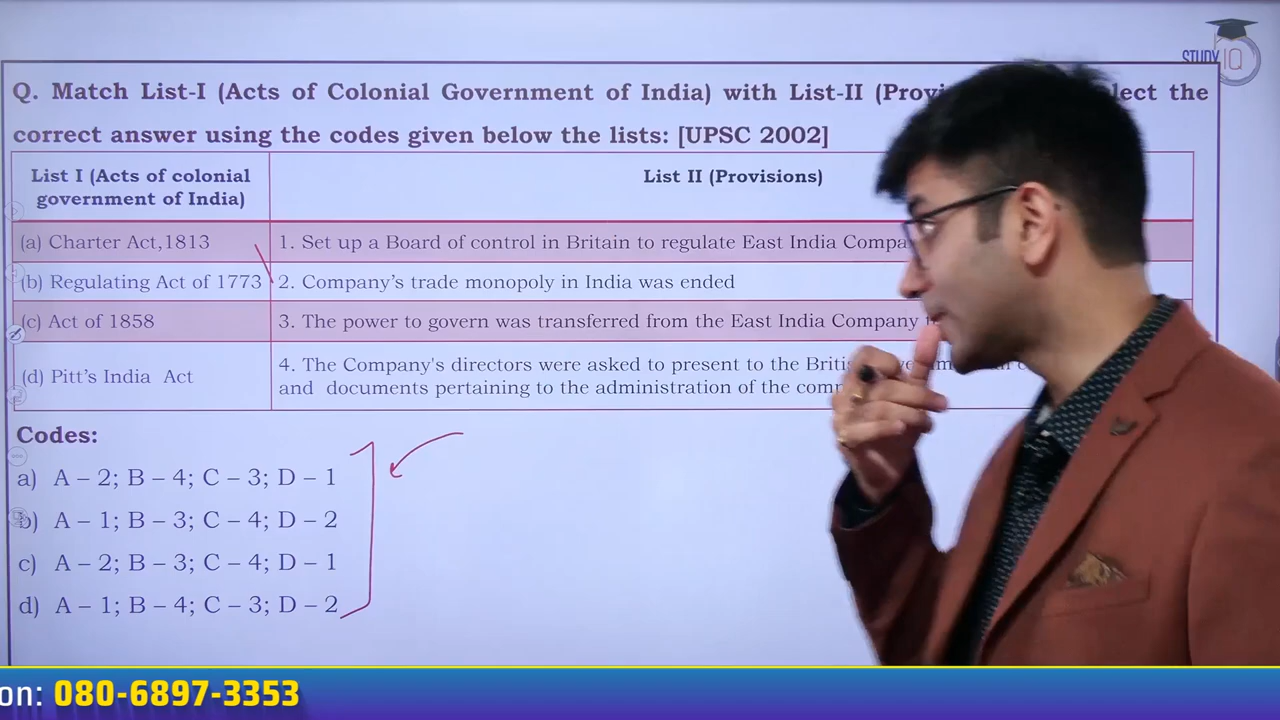 STUDY IQ
Q. Match List-I (Acts of Colonial Government of India) with List-II the
correct answer using the codes given below the lists: [UPSC 2002]
List I (Acts of colonial
government of India)
List II (Provisions)
(a) Charter Act,1813
1. Set up a Board of control in Britain to regulate East India
(b) Regulating Act of 1773
2. Company's trade monopoly in India was ended
(c) Act of 1858
3. The power to govern was transferred from the East India Company
(d) Pitt's India Act
4. The Company's directors were asked to present to the
and documents pertaining to the administration of the
Codes:
a) A – 2; B – 4; C – 3; D – 1
b) A – 1; B – 3; C – 4; D – 2
c) A – 2; B – 3; C – 4; D – 1
d) A – 1; B – 4; C – 3; D – 2
on: 080-6897-3353